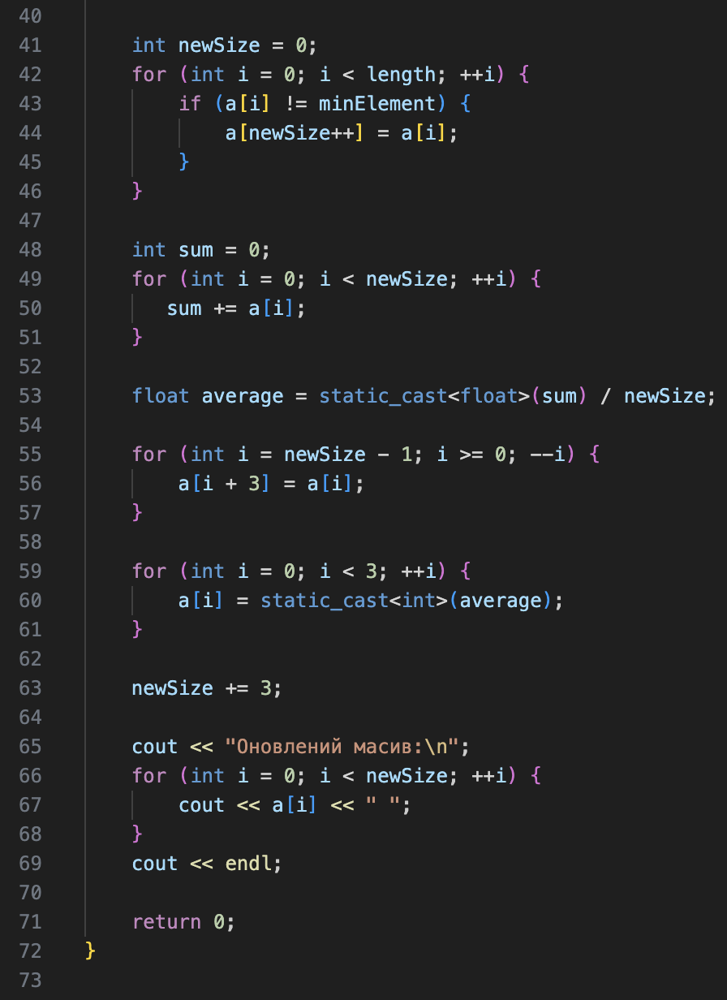 40
41 int newSize = 0;
42 for (int i = 0; i < length; ++i) {
43 if (a[i] != minElement) {
44 a[newSize++] = a[i];
45 }
46 }
47
48 int sum = 0;
49 for (int i = 0; i < newSize; ++i) {
50 sum += a[i];
51 }
52
53 float average = static_cast<float>(sum) / newSize;
54
55 for (int i = newSize - 1; i >= 0; --i) {
56 a[i + 3] = a[i];
57 }
58
59 for (int i = 0; i < 3; ++i) {
60 a[i] = static_cast<int>(average);
61 }
62
63 newSize += 3;
64
65 cout << "Оновлений масив:\n";
66 for (int i = 0; i < newSize; ++i) {
67 cout << a[i] << " ";
68 }
69 cout << endl;
70
71 return 0;
72 }
73